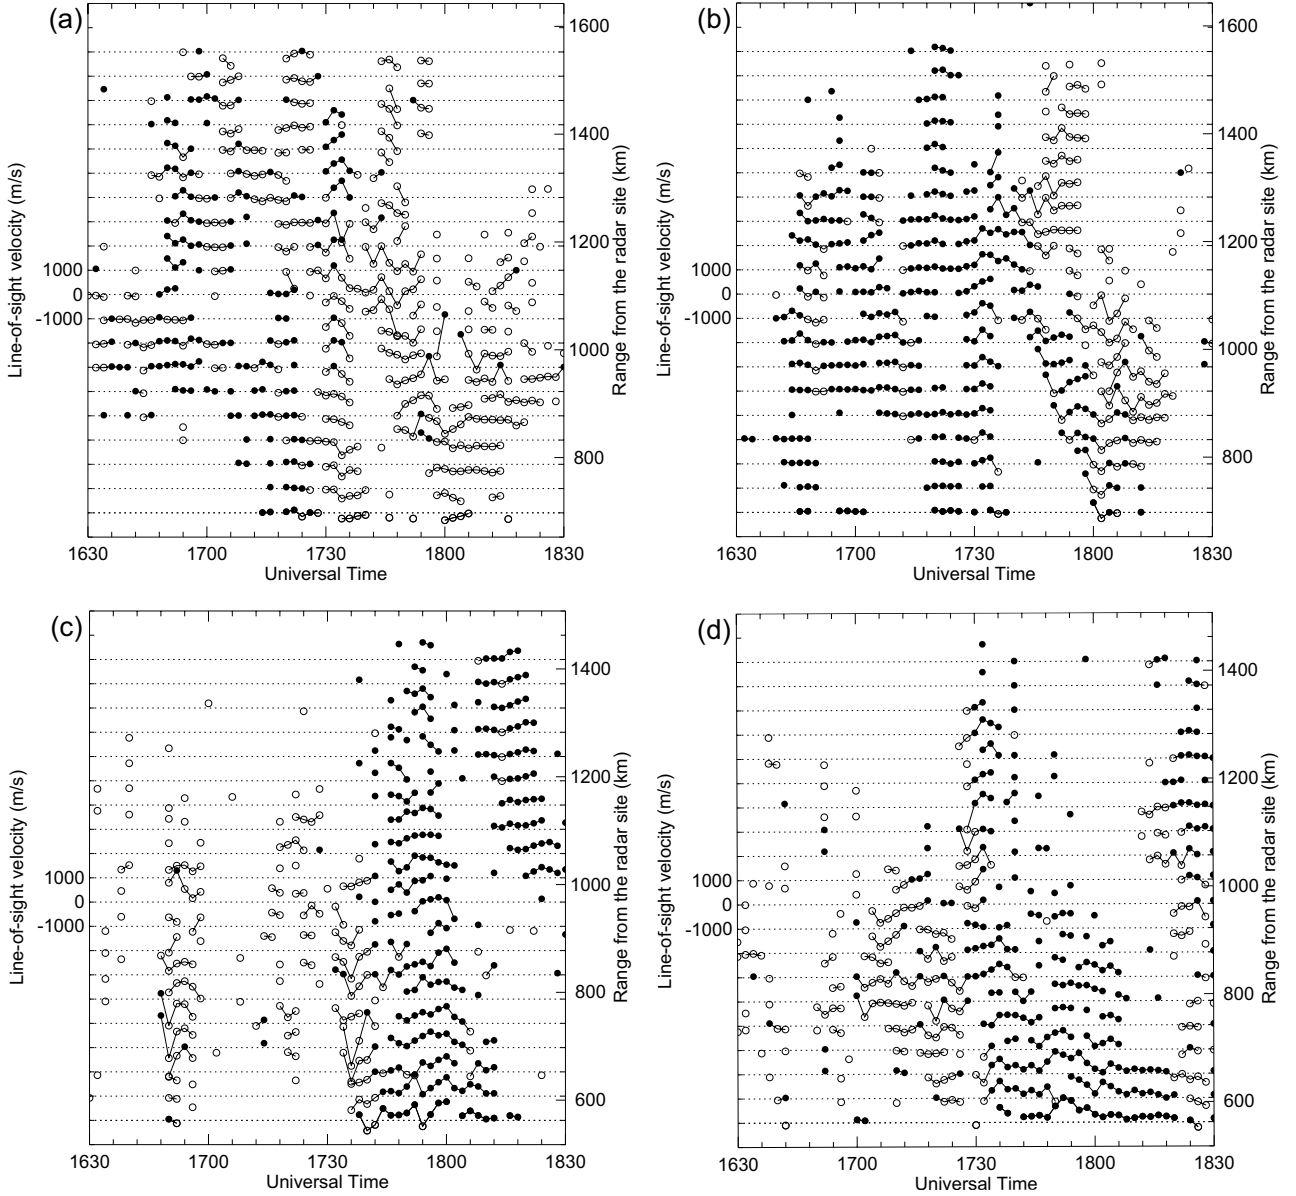 (a)
Line-of-sight velocity (m/s)
1000
0
-1000
1600
1400
1200
1000
800
Range from the radar site (km)
1630 1700 1730 1800 1830
Universal Time
(b)
Line-of-sight velocity (m/s)
1000
0
-1000
1600
1400
1200
1000
800
Range from the radar site (km)
1630 1700 1730 1800 1830
Universal Time
(c)
Line-of-sight velocity (m/s)
1000
0
-1000
1400
1200
1000
800
600
Range from the radar site (km)
1630 1700 1730 1800 1830
Universal Time
(d)
Line-of-sight velocity (m/s)
1000
0
-1000
1400
1200
1000
800
600
Range from the radar site (km)
1630 1700 1730 1800 1830
Universal Time